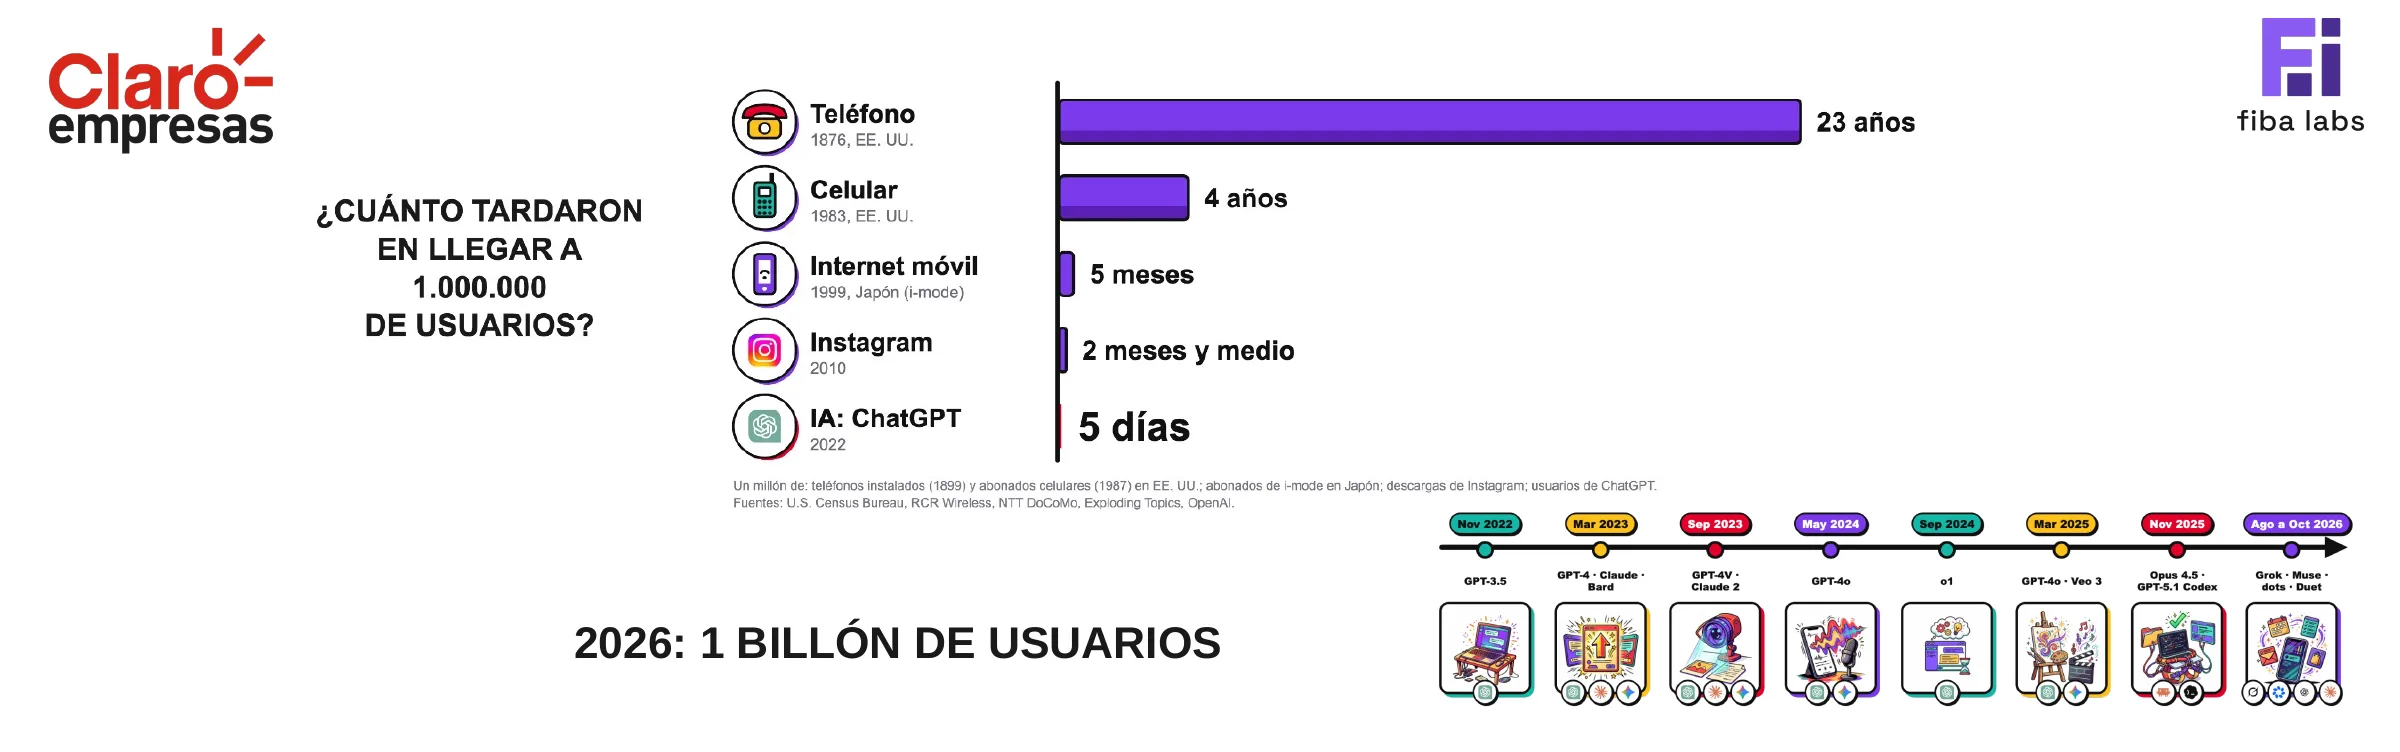 Claro
empresas
fiba labs
¿CUÁNTO TARDARON
EN LLEGAR A
1.000.000
DE USUARIOS?
Teléfono
1876, EE. UU.
23 años
Celular
1983, EE. UU.
4 años
Internet móvil
1999, Japón (i-mode)
5 meses
Instagram
2010
2 meses y medio
IA: ChatGPT
2022
5 días
Un millón de: teléfonos instalados (1899) y abonados celulares (1987) en EE. UU.; abonados de i-mode en Japón; descargas de Instagram; usuarios de ChatGPT.
Fuentes: U.S. Census Bureau, RCR Wireless, NTT DoCoMo, Exploding Topics, OpenAI.
2026: 1 BILLÓN DE USUARIOS
Nov 2022
GPT-3.5
Mar 2023
GPT-4 · Claude ·
Bard
Sep 2023
GPT-4V ·
Claude 2
May 2024
GPT-4o
Sep 2024
o1
Mar 2025
GPT-4o · Veo 3
Nov 2025
Opus 4.5 ·
GPT-5.1 Codex
Ago a Oct 2026
Grok · Muse ·
dots · Duet